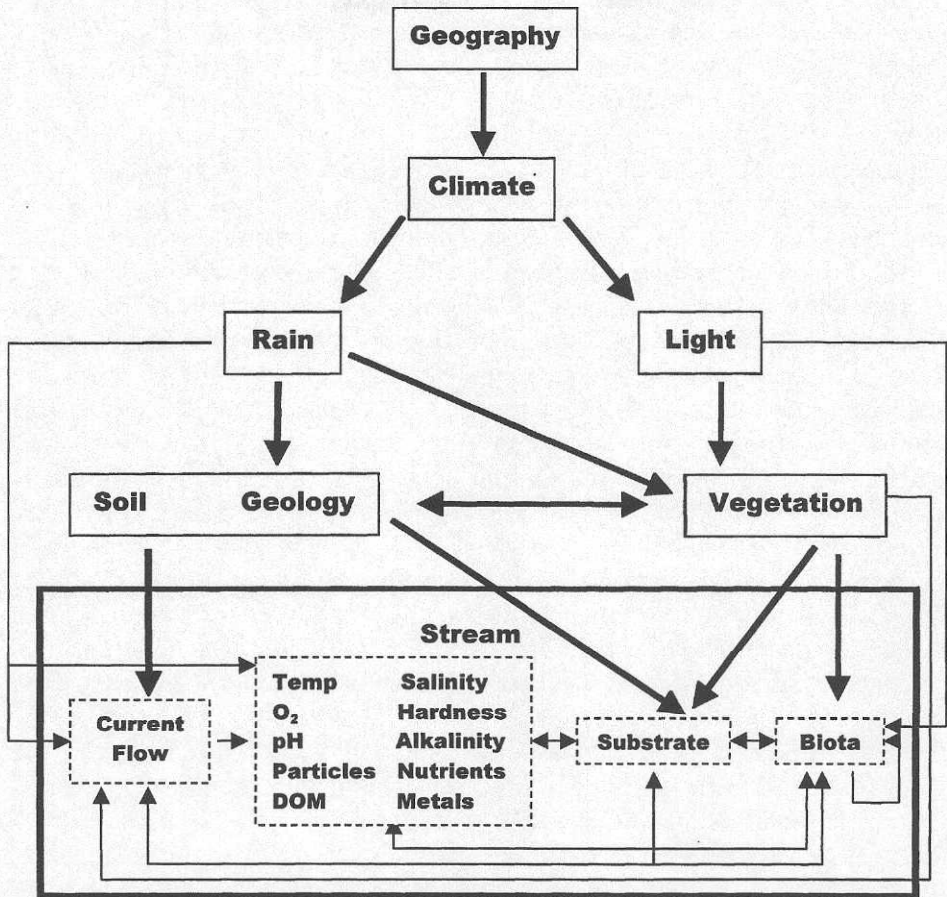 Geography
Climate
Rain Light
Soil Geology Vegetation
Stream
Temp Salinity
O₂ Hardness
pH Alkalinity
Particles Nutrients
DOM Metals
Current
Flow
Substrate
Biota